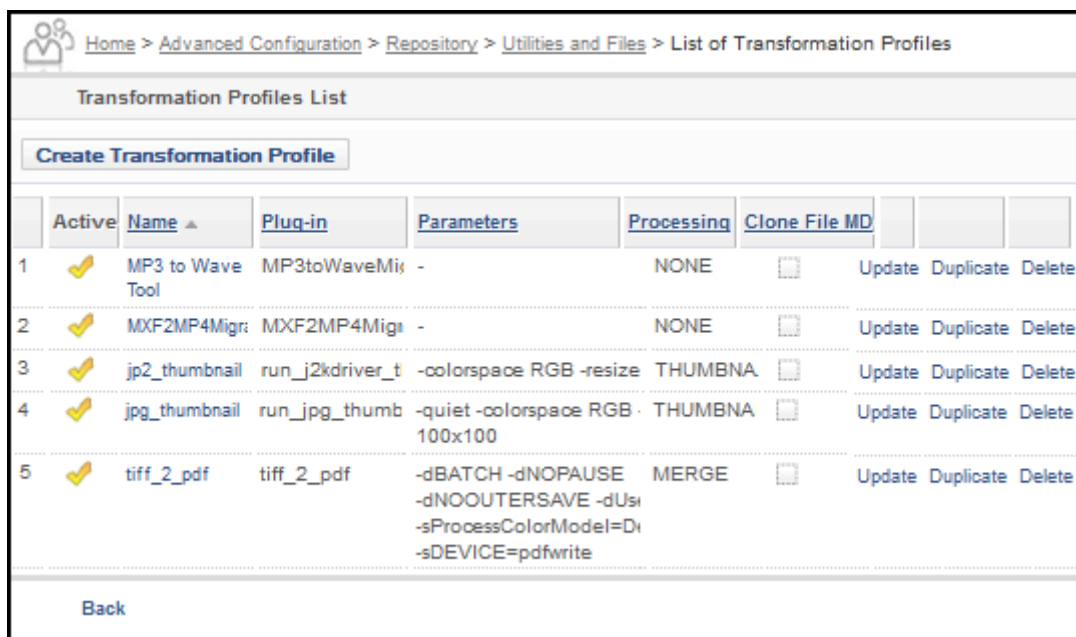 Home > Advanced Configuration > Repository > Utilities and Files > List of Transformation Profiles
Transformation Profiles List
Create Transformation Profile
Active Name Plug-in Parameters Processing Clone File MD
1 MP3 to Wave MP3toWaveMig - NONE Update Duplicate Delete
Tool
2 MXF2MP4Migra MXF2MP4Migr - NONE Update Duplicate Delete
3 jp2_thumbnail run_j2kdriver_t -colorspace RGB -resize THUMBNA Update Duplicate Delete
4 jpg_thumbnail run_jpg_thumb -quiet -colorspace RGB - THUMBNA Update Duplicate Delete
100x100
5 tiff_2_pdf tiff_2_pdf -dBATCH -dNOPAUSE MERGE Update Duplicate Delete
-dNOOUTERSAVE -dUse
-sProcessColorModel=De
-sDEVICE=pdfwrite
Back